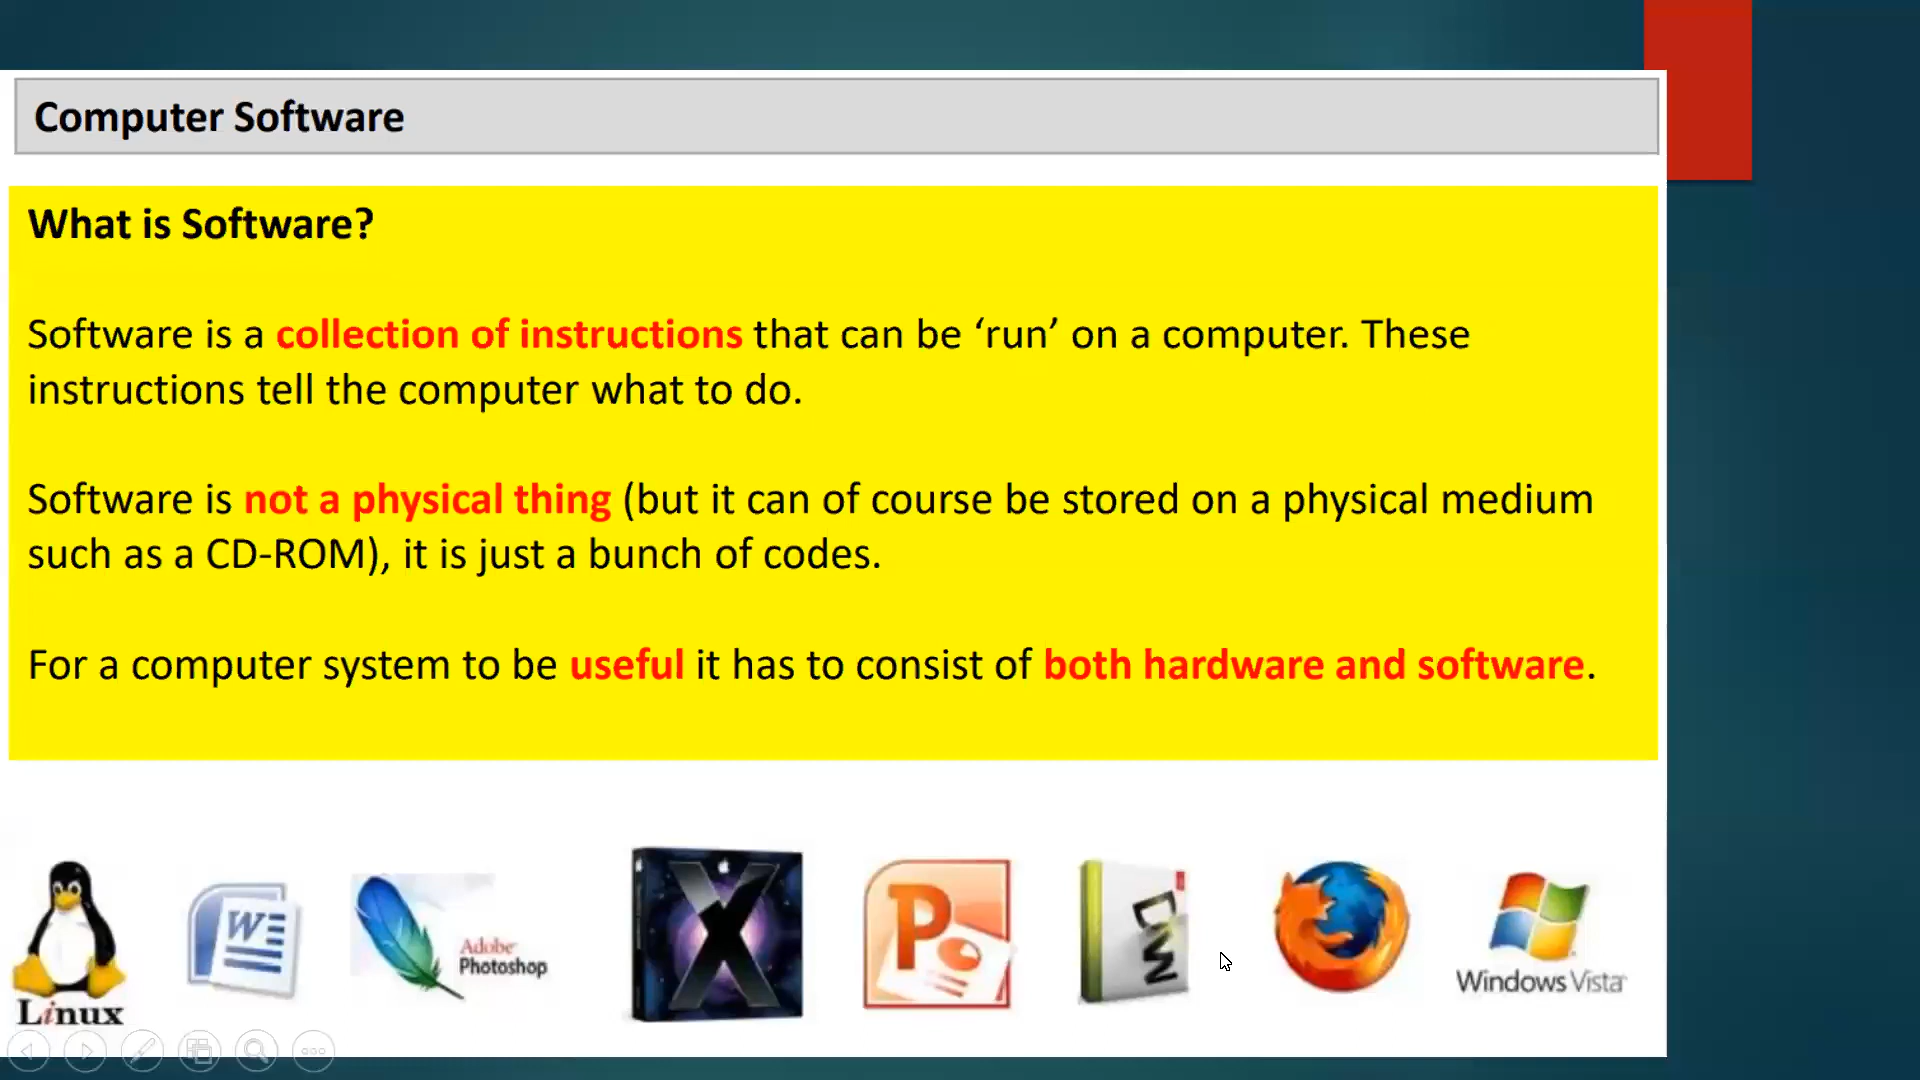 Computer Software
What is Software?
Software is a collection of instructions that can be ‘run’ on a computer. These
instructions tell the computer what to do.
Software is not a physical thing (but it can of course be stored on a physical medium
such as a CD-ROM), it is just a bunch of codes.
For a computer system to be useful it has to consist of both hardware and software.
Linux
W
Adobe
Photoshop
X
P
DW
Windows Vista